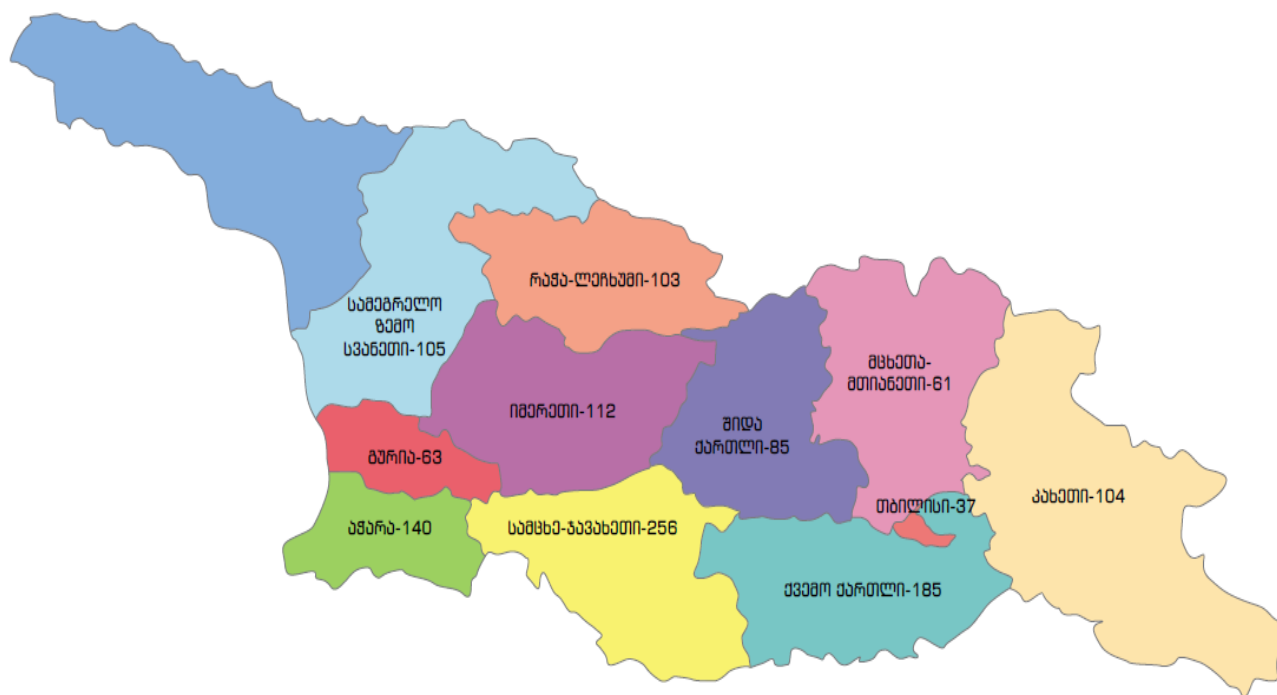 რაჭა-ლეჩხუმი-103
სამეგრელო
ზემო
სვანეთი-105
მცხეთა-
მთიანეთი-61
იმერეთი-112
შიდა
ქართლი-85
გურია-63
კახეთი-104
თბილისი-37
აჭარა-140
სამცხე-ჯავახეთი-256
ქვემო ქართლი-185